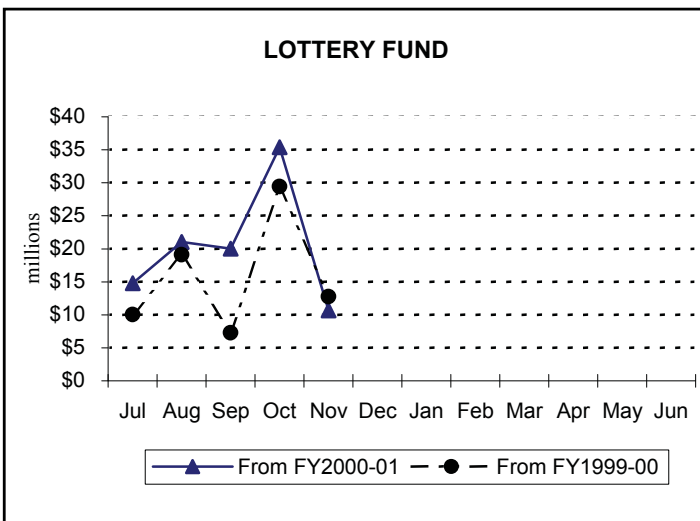 LOTTERY FUND
$40
$35
$30
$25
$20
$15
$10
$5
$0
millions
Jul Aug Sep Oct Nov Dec Jan Feb Mar Apr May Jun
From FY2000-01 From FY1999-00